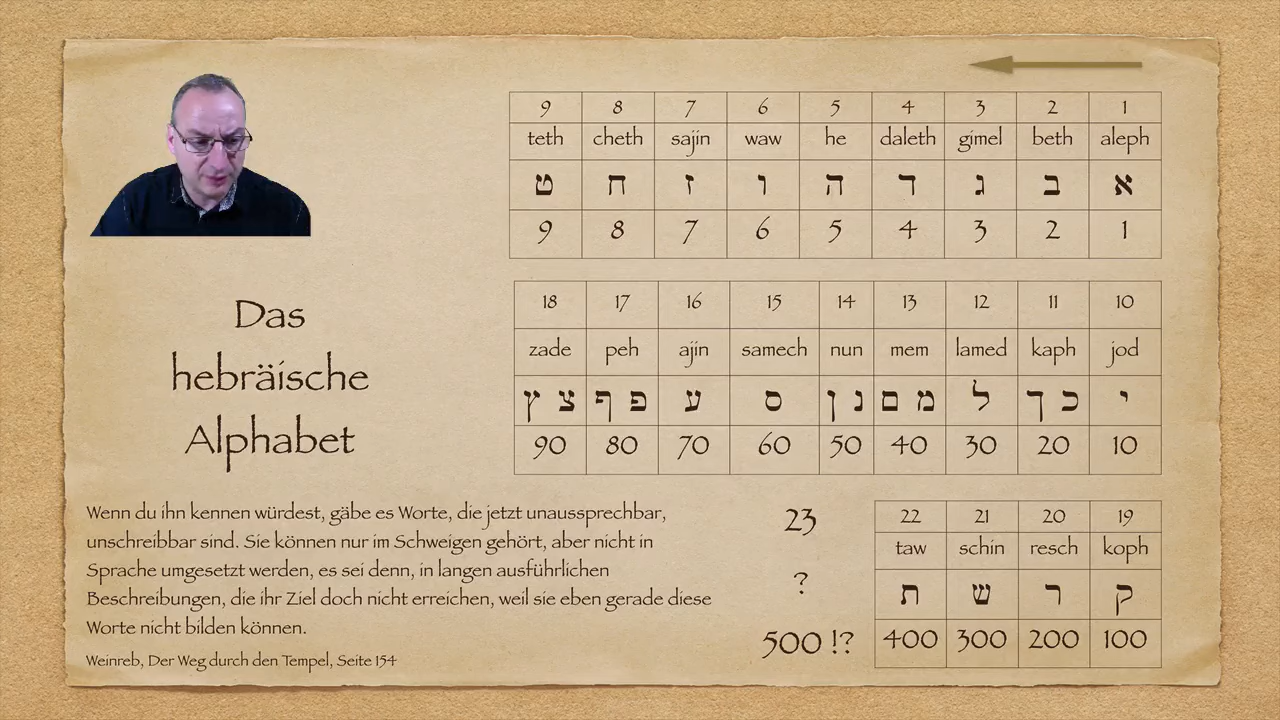 9 8 7 6 5 4 3 2 1
teth cheth sajin waw he daleth gimel beth aleph
ט ח ז ו ה ד ג ב א
9 8 7 6 5 4 3 2 1
18 17 16 15 14 13 12 11 10
zade peh ajin samech nun mem lamed kaph jod
ץ צ ף פ ע ס ן נ ם מ ל ך כ י
90 80 70 60 50 40 30 20 10
Das
hebräische
Alphabet
Wenn du ihn kennen würdest, gäbe es Worte, die jetzt unaussprechbar,
unschreibbar sind. Sie können nur im Schweigen gehört, aber nicht in
Sprache umgesetzt werden, es sei denn, in langen ausführlichen
Beschreibungen, die ihr Ziel doch nicht erreichen, weil sie eben gerade diese
Worte nicht bilden können.
Weinreb, Der Weg durch den Tempel, Seite 154
23
?
500 !?
22 21 20 19
taw schin resch koph
ת ש ר ק
400 300 200 100